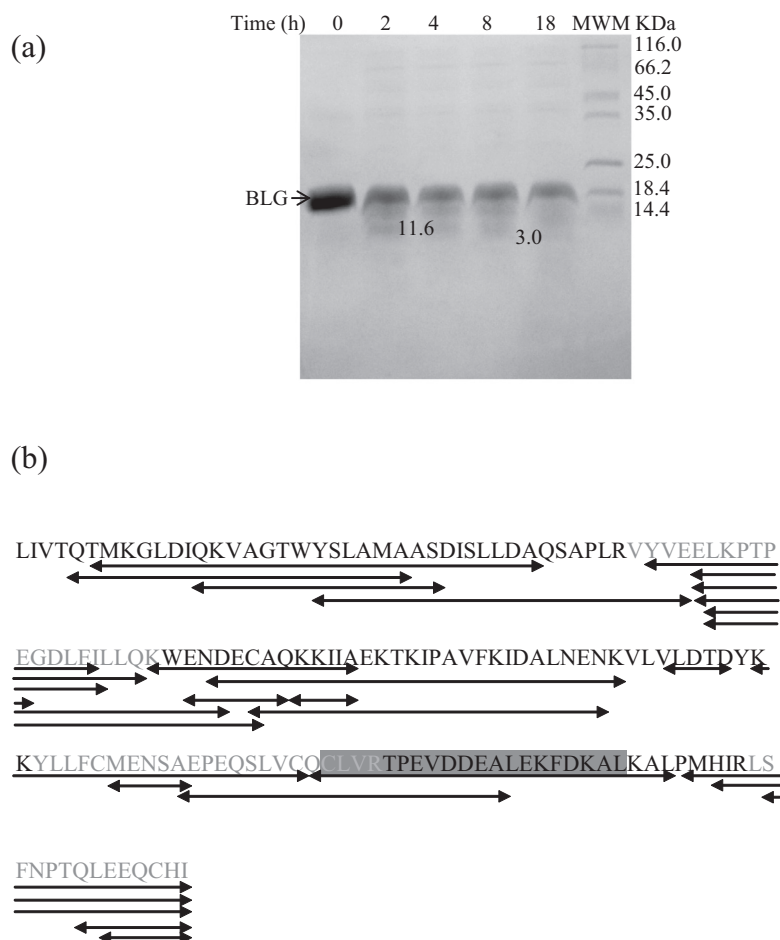 (a)
Time (h) 0 2 4 8 18 MWM KDa
116.0
66.2
45.0
35.0
25.0
BLG 18.4
14.4
11.6 3.0
(b)
LIVTQTMKGLDIQKVAGTWYSLAMAASDISLLDAQSAPLRVYVEELKPTP
EGDLEILLQKWENDECAQKKIIAEKTKIPAVFKIDALNENKVLVLDTDYK
KYLLFCMENSAEPEQSLVCQCLVRTPEVDDEALEKFDKALKALPMHIRLS
FNPTQLEEQCHI